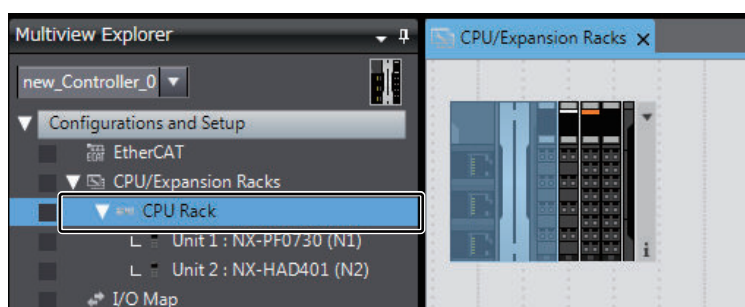 Multiview Explorer
new_Controller_0
Configurations and Setup
EtherCAT
CPU/Expansion Racks
CPU Rack
Unit 1 : NX-PF0730 (N1)
Unit 2 : NX-HAD401 (N2)
I/O Map
CPU/Expansion Racks